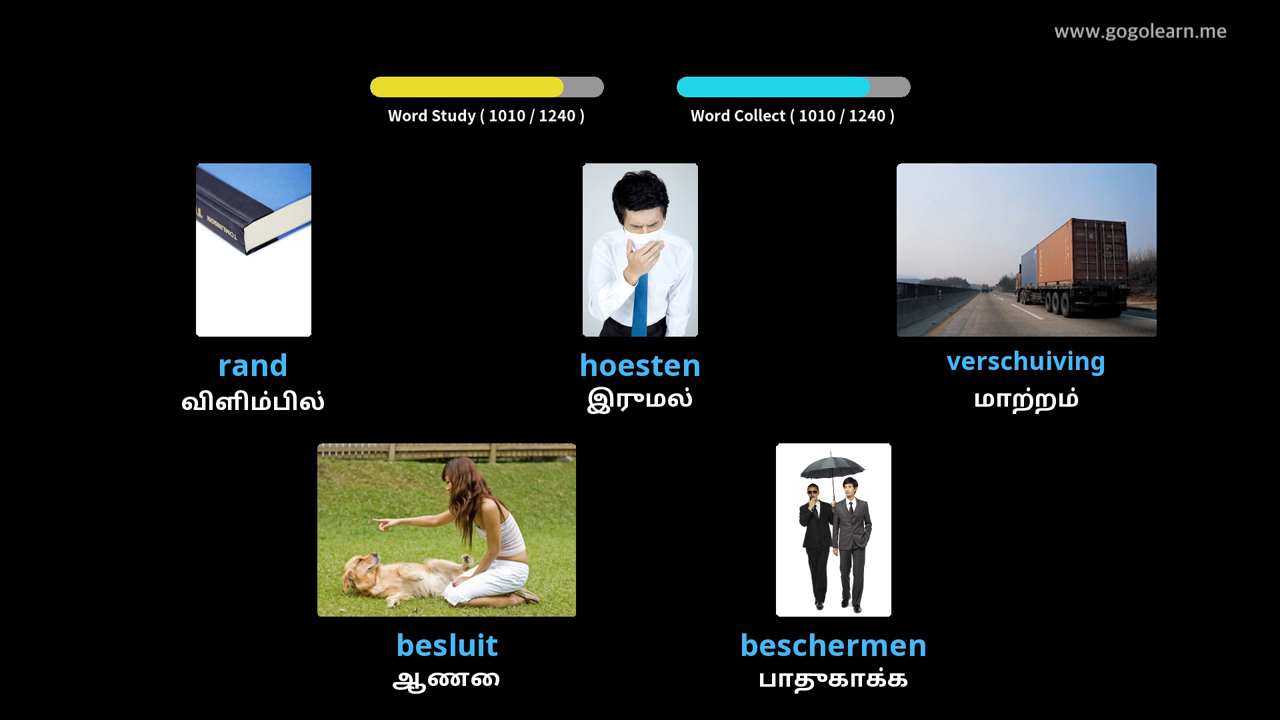 www.gogolearn.me
Word Study ( 1010 / 1240 )
Word Collect ( 1010 / 1240 )
TOMLINSON
rand
hoesten
verschuiving
விளிம்பில்
இருமல்
மாற்றம்
besluit
beschermen
ஆணை
பாதுகாக்க